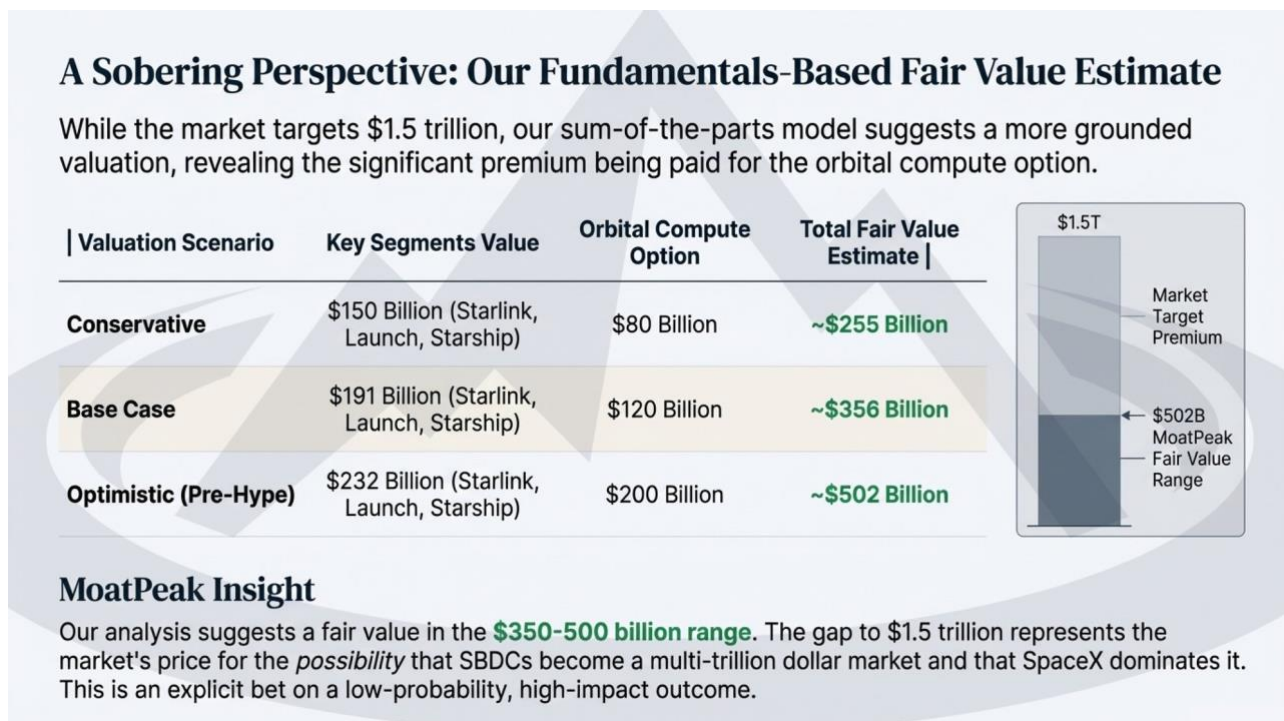 A Sobering Perspective: Our Fundamentals-Based Fair Value Estimate
While the market targets $1.5 trillion, our sum-of-the-parts model suggests a more grounded
valuation, revealing the significant premium being paid for the orbital compute option.
| Valuation Scenario
Key Segments Value
Orbital Compute
Option
Total Fair Value
Estimate |
Conservative
$150 Billion (Starlink,
Launch, Starship)
$80 Billion
~$255 Billion
Base Case
$191 Billion (Starlink,
Launch, Starship)
$120 Billion
~$356 Billion
Optimistic (Pre-Hype)
$232 Billion (Starlink,
Launch, Starship)
$200 Billion
~$502 Billion
$1.5T
Market
Target
Premium
$502B
MoatPeak
Fair Value
Range
MoatPeak Insight
Our analysis suggests a fair value in the $350-500 billion range. The gap to $1.5 trillion represents the
market's price for the possibility that SBDCs become a multi-trillion dollar market and that SpaceX dominates it.
This is an explicit bet on a low-probability, high-impact outcome.